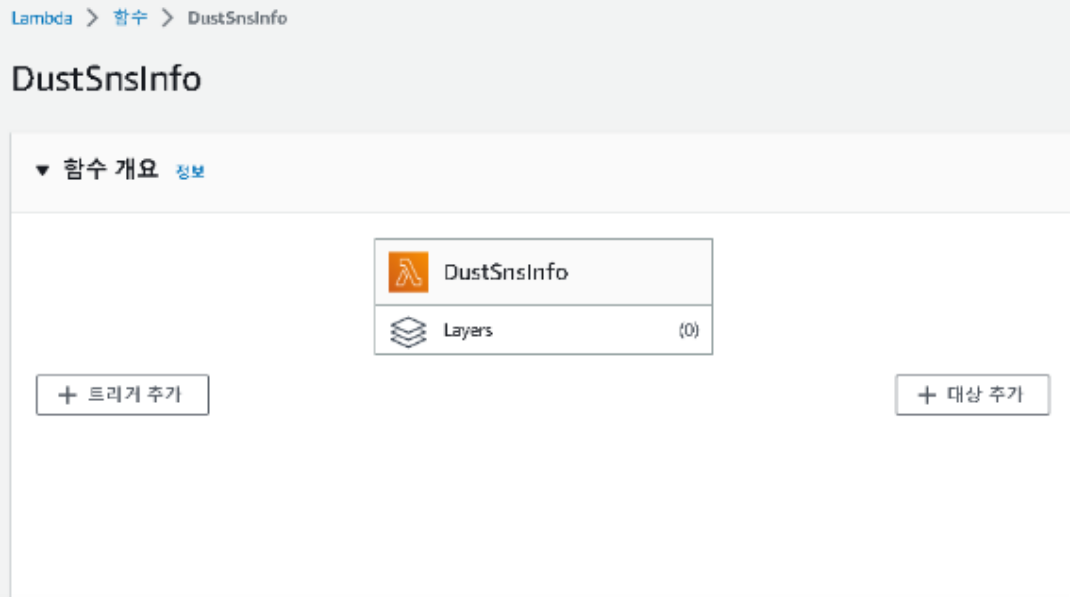 Lambda > 함수 > DustSnsInfo
DustSnsInfo
▼ 함수 개요 정보
DustSnsInfo
Layers (0)
+ 트리거 추가
+ 대상 추가